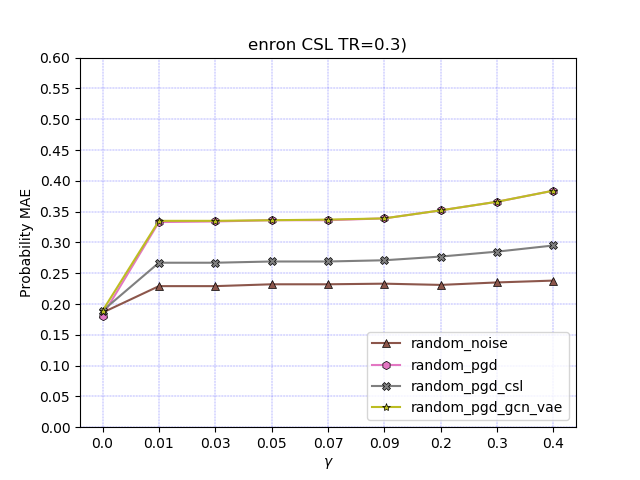 enron CSL TR=0.3)
Probability MAE
0.60
0.55
0.50
0.45
0.40
0.35
0.30
0.25
0.20
0.15
0.10
0.05
0.00
random_noise
random_pgd
random_pgd_csl
random_pgd_gcn_vae
0.0 0.01 0.03 0.05 0.07 0.09 0.2 0.3 0.4
γ